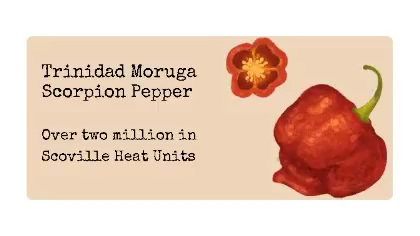 Trinidad Moruga
Scorpion Pepper
Over two million in
Scoville Heat Units